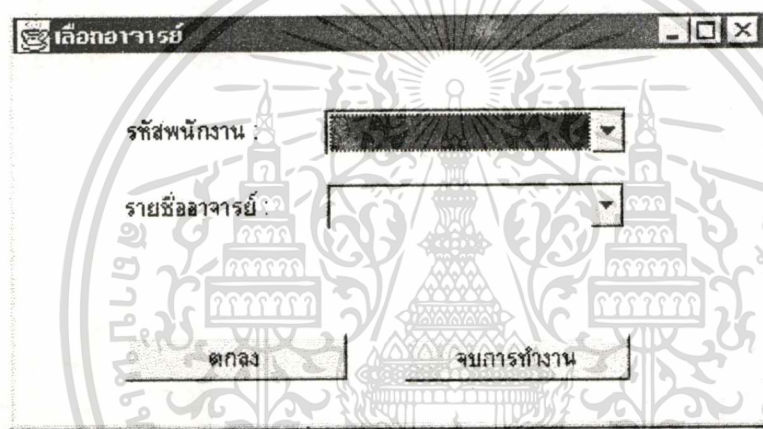 เลือกอาจารย์
รหัสพนักงาน :
รายชื่ออาจารย์ :
ตกลง จบการทำงาน